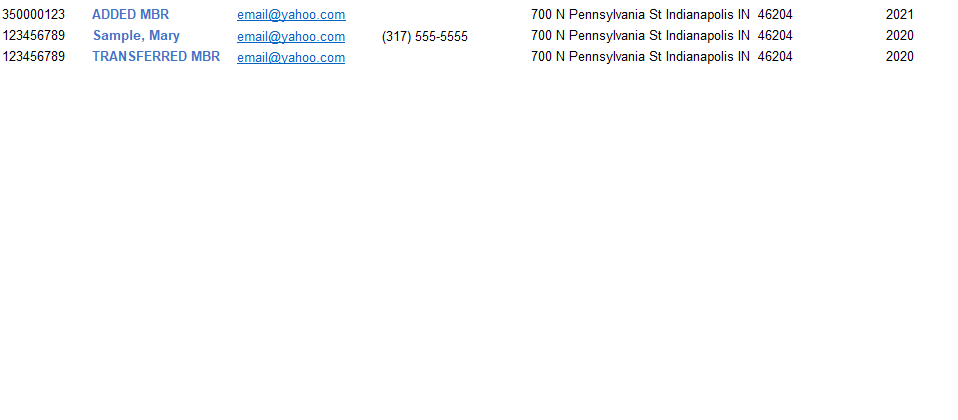 350000123 ADDED MBR email@yahoo.com 700 N Pennsylvania St Indianapolis IN 46204 2021
123456789 Sample, Mary email@yahoo.com (317) 555-5555 700 N Pennsylvania St Indianapolis IN 46204 2020
123456789 TRANSFERRED MBR email@yahoo.com 700 N Pennsylvania St Indianapolis IN 46204 2020